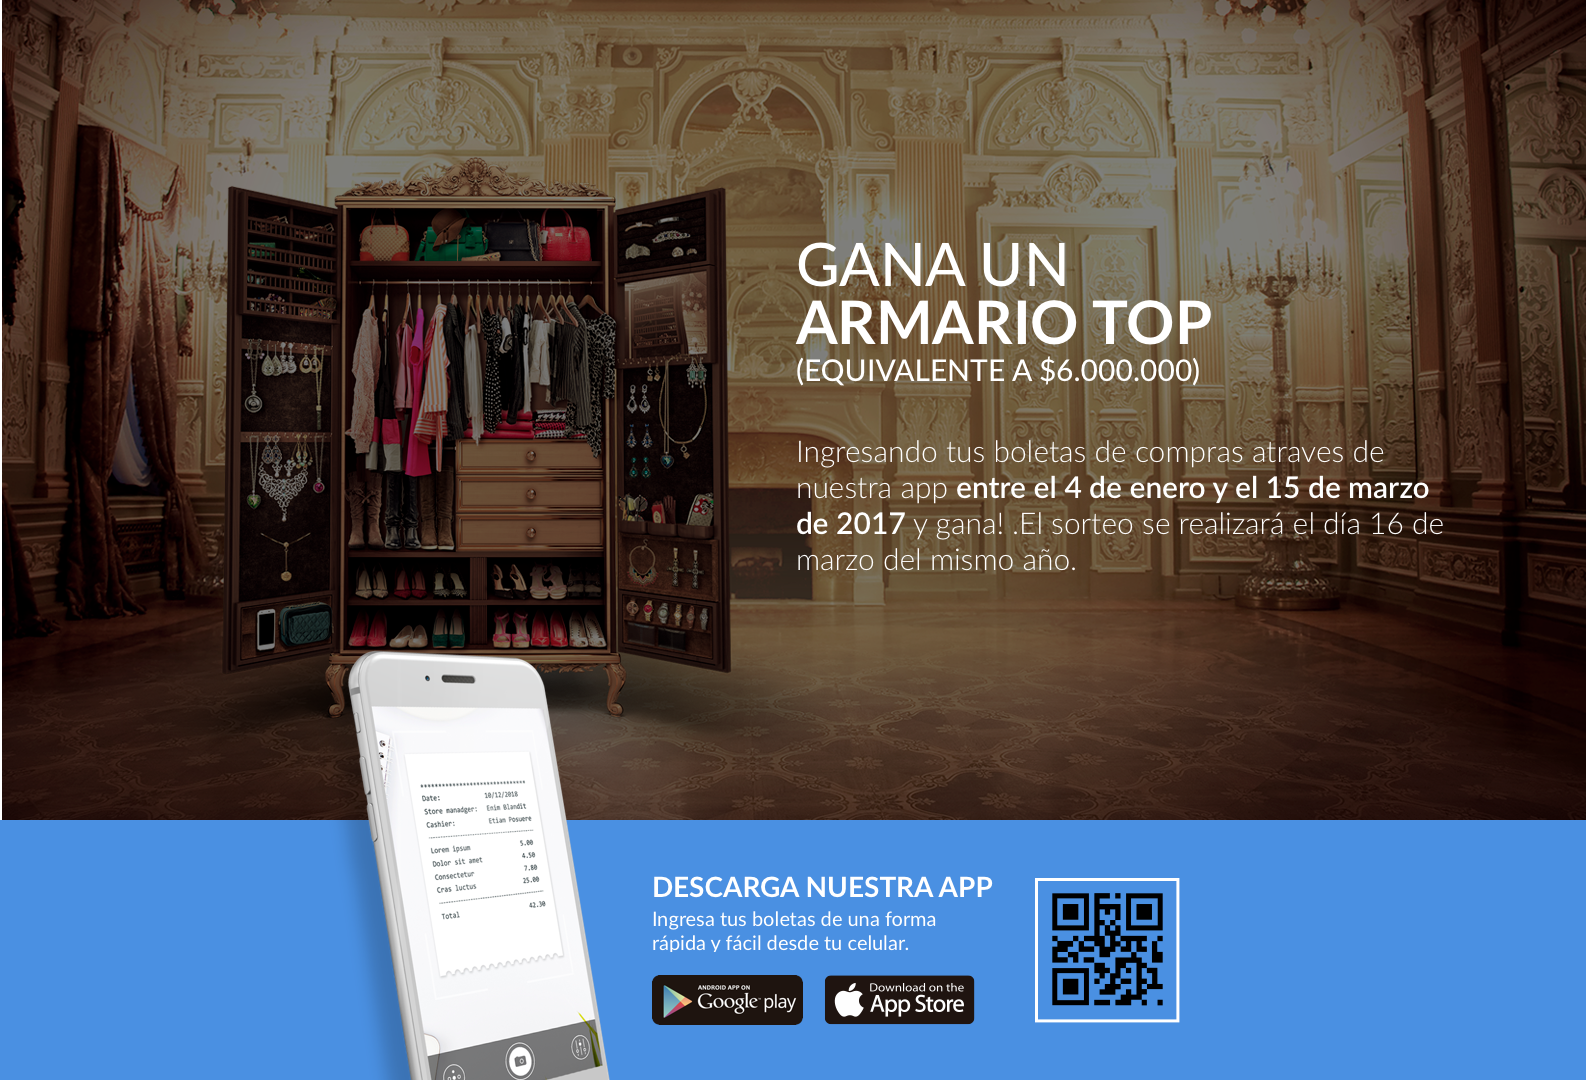 GANA UN
ARMARIO TOP
(EQUIVALENTE A $6.000.000)
Ingresando tus boletas de compras atraves de
nuestra app entre el 4 de enero y el 15 de marzo
de 2017 y gana! .El sorteo se realizará el día 16 de
marzo del mismo año.
Date: 10/12/2018
Store manadger: Enim Blandit
Cashier: Etiam Posuere
Lorem ipsum 5.00
Dolor sit amet 4.50
Consectetur 7.80
Cras luctus 25.00
Total 42.30
DESCARGA NUESTRA APP
Ingresa tus boletas de una forma
rápida y fácil desde tu celular.
ANDROID APP ON
Google play
Download on the
App Store